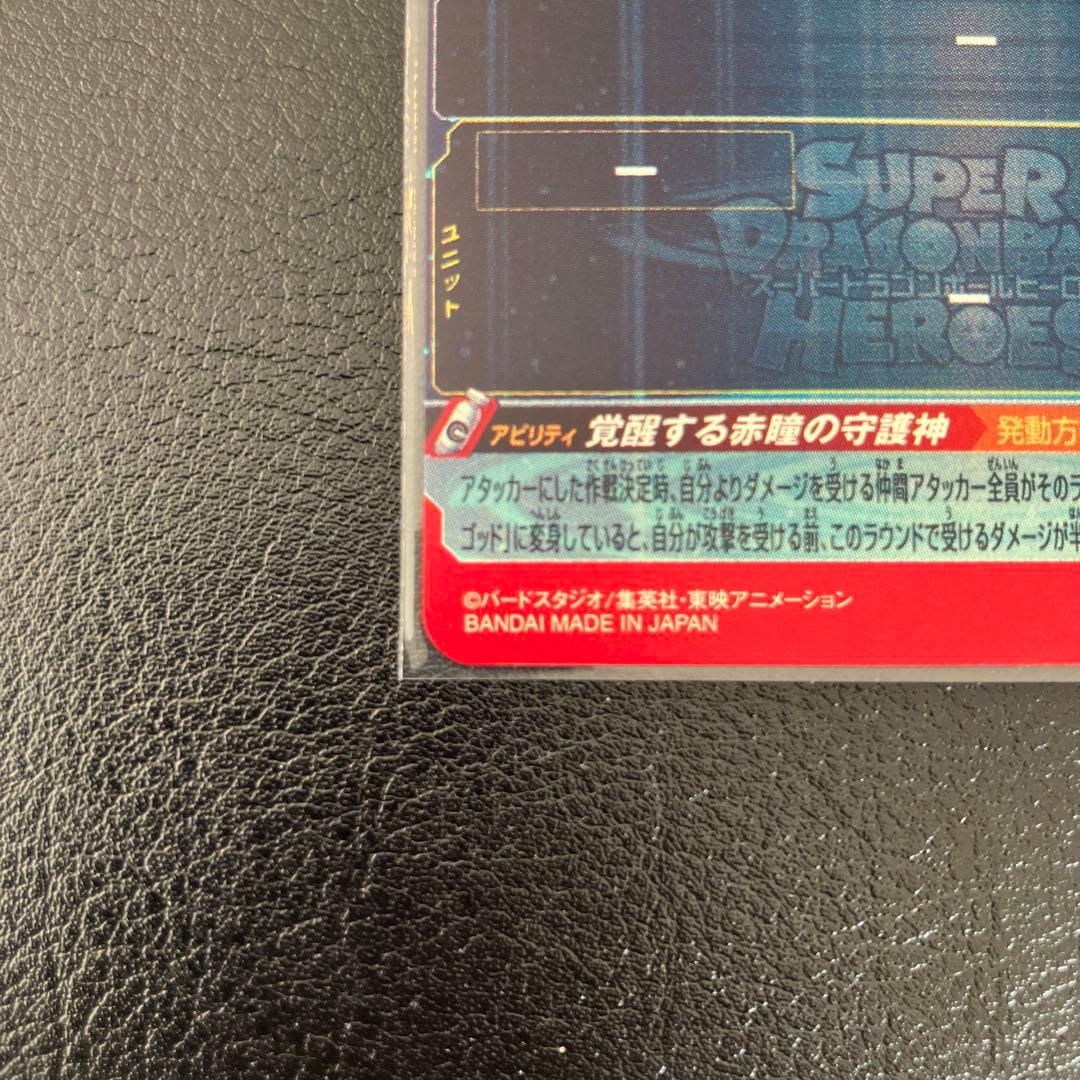 SUPER
DRAGON BA
スーパードラゴンボールヒーロ
HEROES
ユニット
アビリティ 覚醒する赤瞳の守護神 発動方
アタッカーにした作戦決定時、自分よりダメージを受ける仲間アタッカー全員がそのラ
ゴッド」に変身していると、自分が攻撃を受ける前、このラウンドで受けるダメージが半
©バードスタジオ/集英社・東映アニメーション
BANDAI MADE IN JAPAN